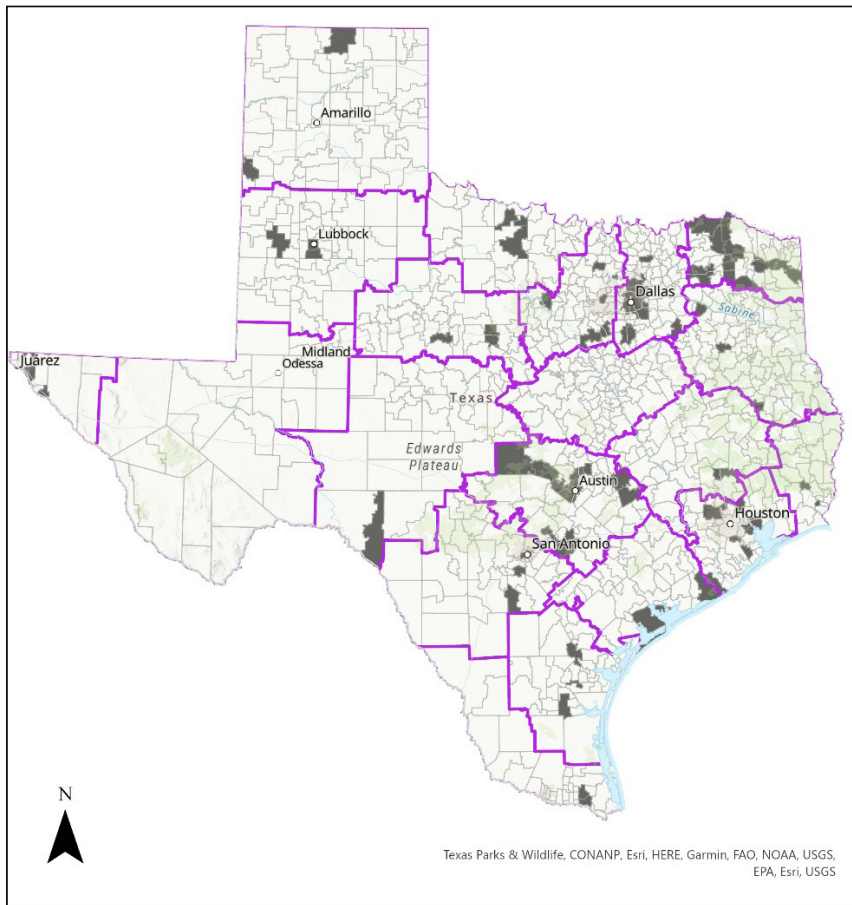 Amarillo
Lubbock
Dallas
Sabine
Juárez
Midland
Odessa
Texas
Edwards
Plateau
Austin
Houston
San Antonio
N
Texas Parks & Wildlife, CONANP, Esri, HERE, Garmin, FAO, NOAA, USGS,
EPA, Esri, USGS